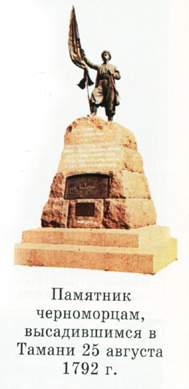 Памятник
черноморцам,
высадившимся в
Тамани 25 августа
1792 г.